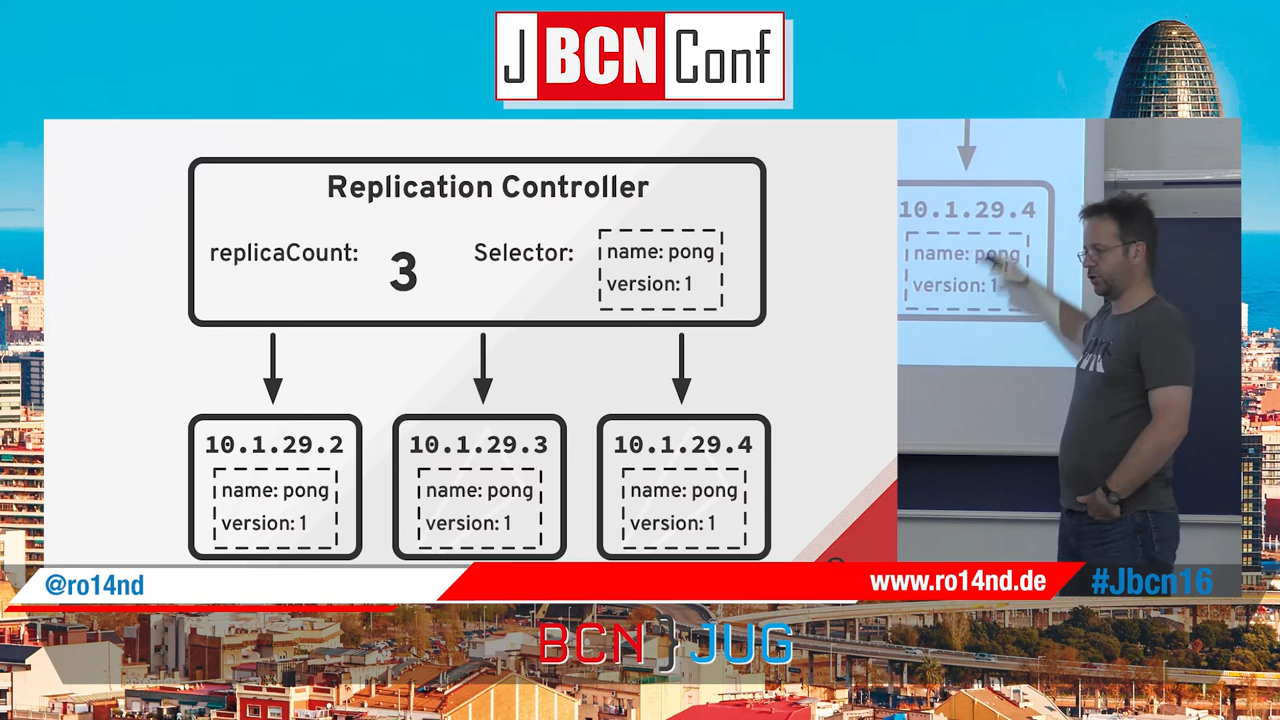 J BCN Conf
Replication Controller
replicaCount: 3 Selector: name: pong
version: 1
10.1.29.2
name: pong
version: 1
10.1.29.3
name: pong
version: 1
10.1.29.4
name: pong
version: 1
10.1.29.4
name: pong
version: 1
@ro14nd
www.ro14nd.de
#Jbcn16
BCN JUG